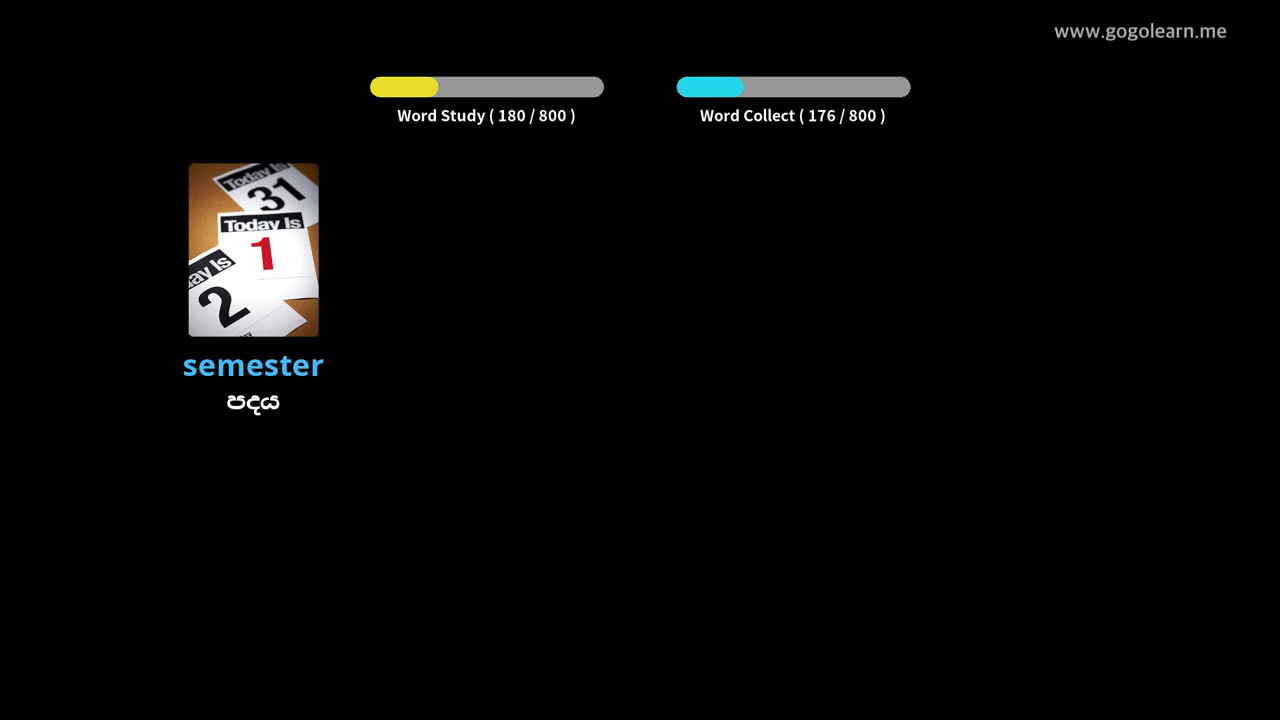 www.gogolearn.me
Word Study ( 180 / 800 )
Word Collect ( 176 / 800 )
Today Is
31
Today Is
1
ay Is
2
semester
පදය